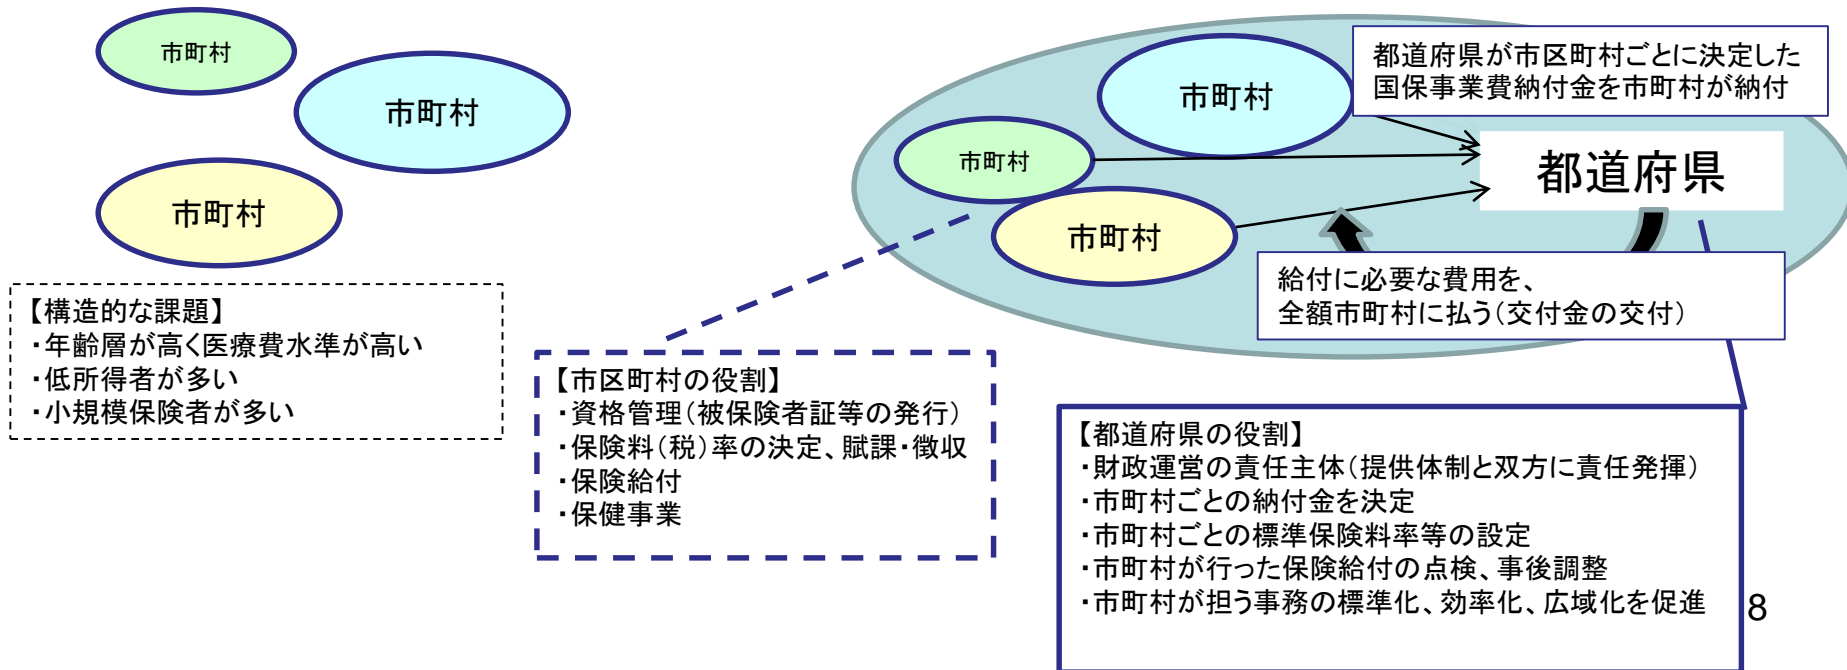 市町村
市町村
市町村
【構造的な課題】
・年齢層が高く医療費水準が高い
・低所得者が多い
・小規模保険者が多い
市町村
市町村
市町村
都道府県が市区町村ごとに決定した
国保事業費納付金を市町村が納付
都道府県
給付に必要な費用を、
全額市町村に払う（交付金の交付）
【市区町村の役割】
・資格管理（被保険者証等の発行）
・保険料（税）率の決定、賦課・徴収
・保険給付
・保健事業
【都道府県の役割】
・財政運営の責任主体（提供体制と双方に責任発揮）
・市町村ごとの納付金を決定
・市町村ごとの標準保険料率等の設定
・市町村が行った保険給付の点検、事後調整
・市町村が担う事務の標準化、効率化、広域化を促進
8